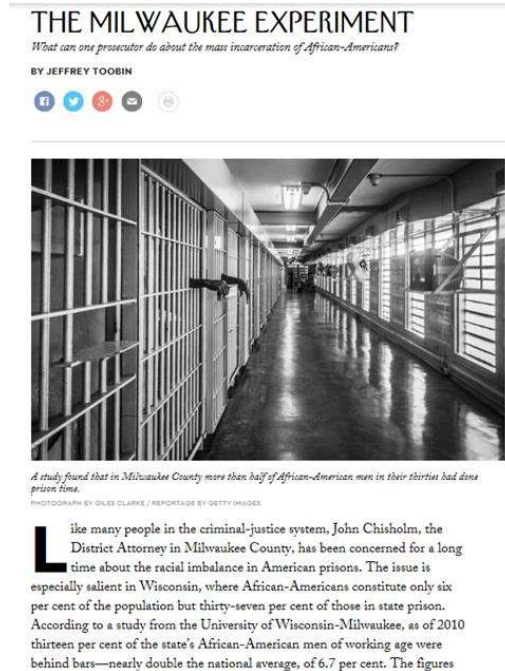 THE MILWAUKEE EXPERIMENT
What can one prosecutor do about the mass incarceration of African-Americans?
BY JEFFREY TOOBIN
A study found that in Milwaukee County more than half of African-American men in their thirties had done
prison time.
PHOTOGRAPH BY GILES CLARKE / REPORTAGE BY GETTY IMAGES
Like many people in the criminal-justice system, John Chisholm, the
District Attorney in Milwaukee County, has been concerned for a long
time about the racial imbalance in American prisons. The issue is
especially salient in Wisconsin, where African-Americans constitute only six
per cent of the population but thirty-seven per cent of those in state prison.
According to a study from the University of Wisconsin-Milwaukee, as of 2010
thirteen per cent of the state's African-American men of working age were
behind bars—nearly double the national average, of 6.7 per cent. The figures